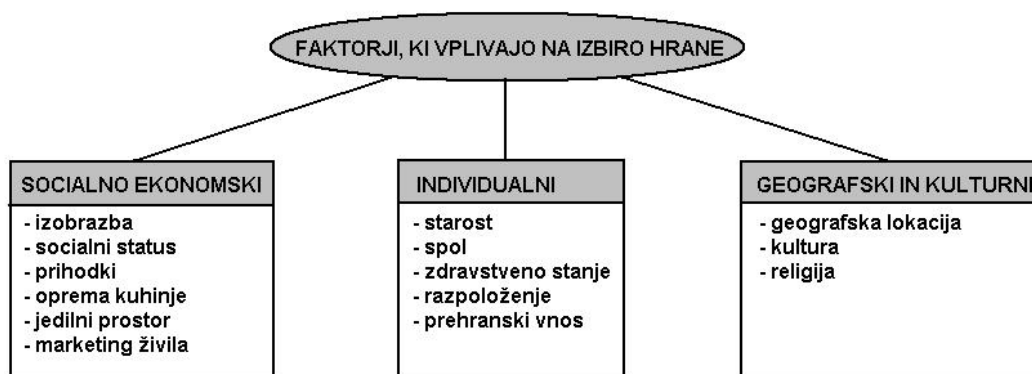 FAKTORJI, KI VPLIVAJO NA IZBIRO HRANE
SOCIALNO EKONOMSKI
- izobrazba
- socialni status
- prihodki
- oprema kuhinje
- jedilni prostor
- marketing živila
INDIVIDUALNI
- starost
- spol
- zdravstveno stanje
- razpoloženje
- prehranski vnos
GEOGRAFSKI IN KULTURNI
- geografska lokacija
- kultura
- religija